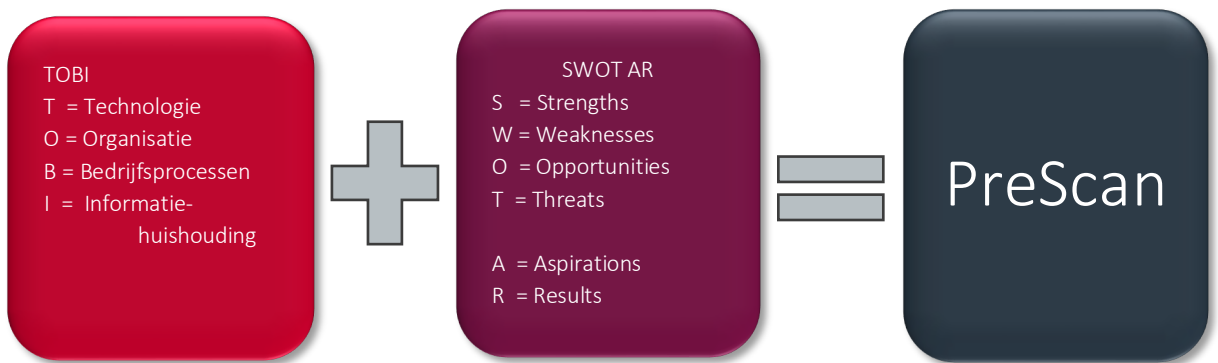 TOBI
T = Technologie
O = Organisatie
B = Bedrijfsprocessen
I = Informatie-
huishouding
SWOT AR
S = Strengths
W = Weaknesses
O = Opportunities
T = Threats
A = Aspirations
R = Results
PreScan